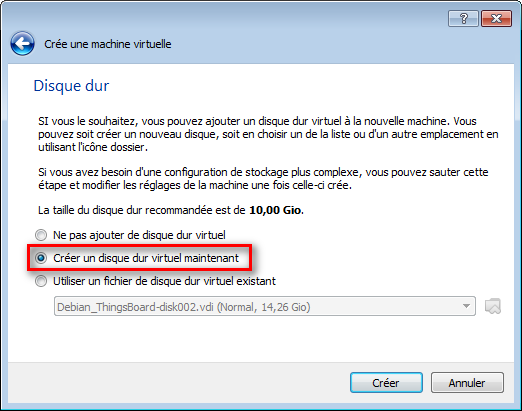 ?
Crée une machine virtuelle
Disque dur
SI vous le souhaitez, vous pouvez ajouter un disque dur virtuel à la nouvelle machine. Vous
pouvez soit créer un nouveau disque, soit en choisir un de la liste ou d'un autre emplacement en
utilisant l'icône dossier.
Si vous avez besoin d'une configuration de stockage plus complexe, vous pouvez sauter cette
étape et modifier les réglages de la machine une fois celle-ci crée.
La taille du disque dur recommandée est de 10,00 Gio.
Ne pas ajouter de disque dur virtuel
Créer un disque dur virtuel maintenant
Utiliser un fichier de disque dur virtuel existant
Debian_ThingsBoard-disk002.vdi (Normal, 14,26 Gio)
Créer
Annuler